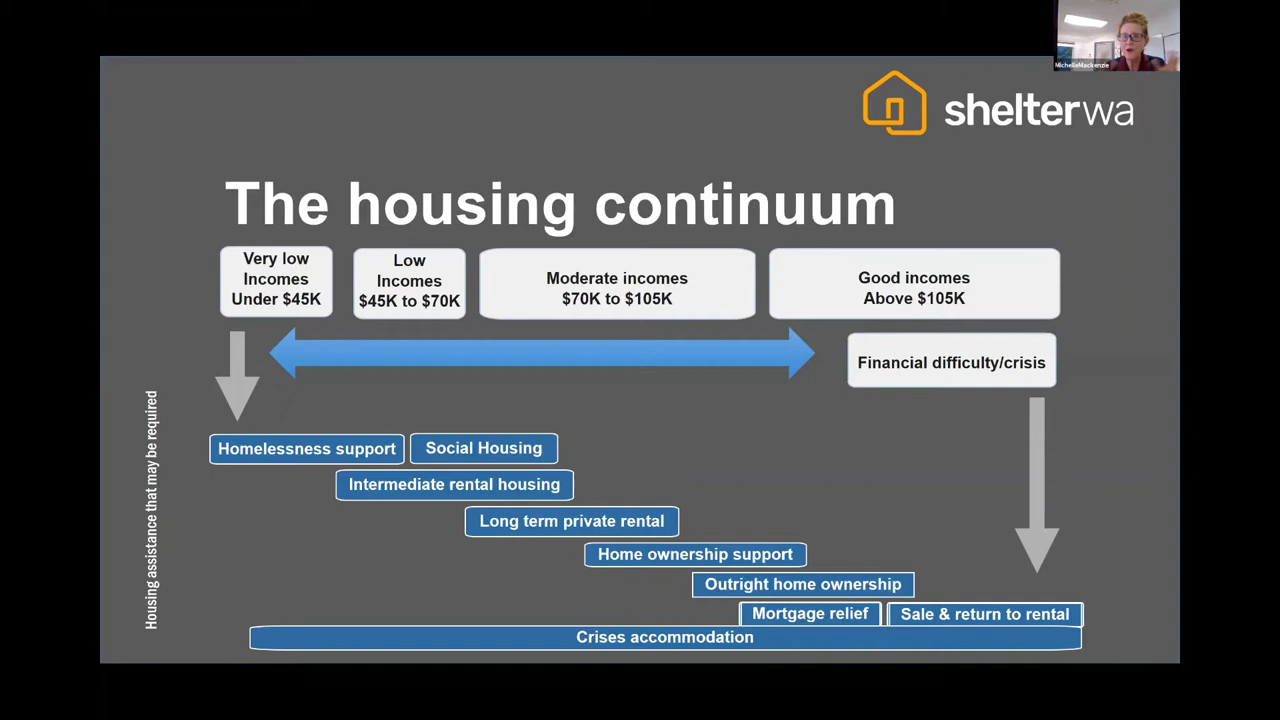 MichelleMackenzie
shelterwa
The housing continuum
Very low
Incomes
Under $45K
Low
Incomes
$45K to $70K
Moderate incomes
$70K to $105K
Good incomes
Above $105K
Financial difficulty/crisis
Housing assistance that may be required
Homelessness support
Social Housing
Intermediate rental housing
Long term private rental
Home ownership support
Outright home ownership
Mortgage relief
Sale & return to rental
Crises accommodation